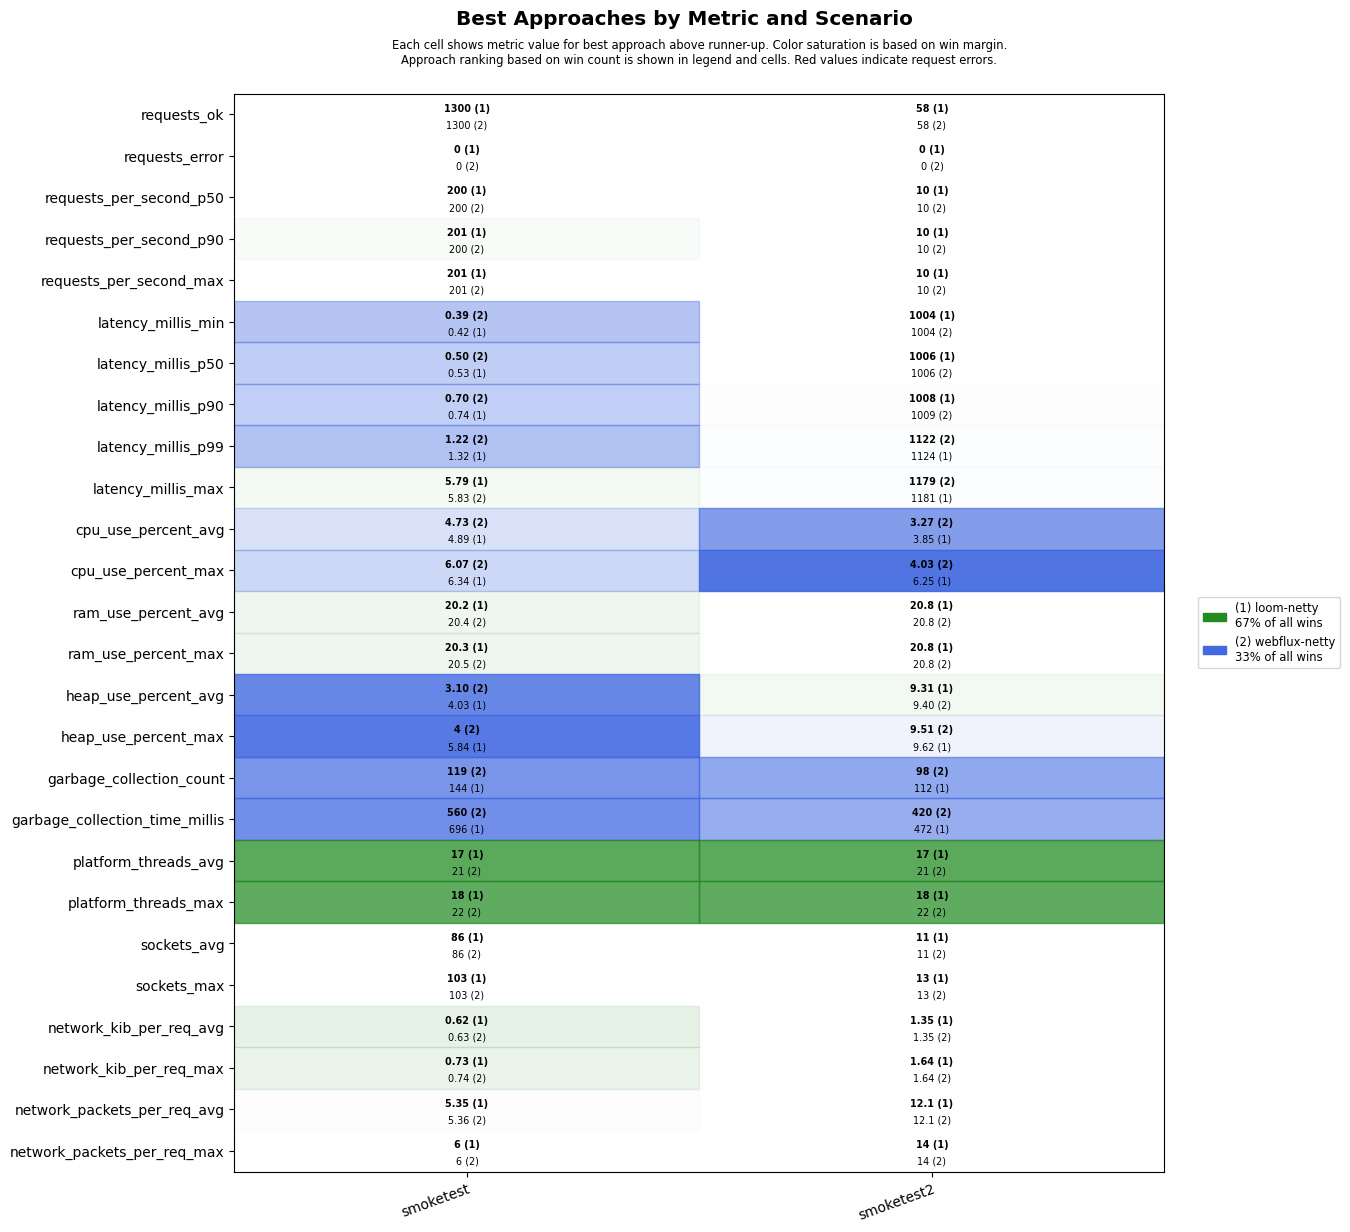 Best Approaches by Metric and Scenario
Each cell shows metric value for best approach above runner-up. Color saturation is based on win margin.
Approach ranking based on win count is shown in legend and cells. Red values indicate request errors.
requests_ok
1300 (1)
1300 (2)
58 (1)
58 (2)
requests_error
0 (1)
0 (2)
0 (1)
0 (2)
requests_per_second_p50
200 (1)
200 (2)
10 (1)
10 (2)
requests_per_second_p90
201 (1)
200 (2)
10 (1)
10 (2)
requests_per_second_max
201 (1)
201 (2)
10 (1)
10 (2)
latency_millis_min
0.39 (2)
0.42 (1)
1004 (1)
1004 (2)
latency_millis_p50
0.50 (2)
0.53 (1)
1006 (1)
1006 (2)
latency_millis_p90
0.70 (2)
0.74 (1)
1008 (1)
1009 (2)
latency_millis_p99
1.22 (2)
1.32 (1)
1122 (2)
1124 (1)
latency_millis_max
5.79 (1)
5.83 (2)
1179 (2)
1181 (1)
cpu_use_percent_avg
4.73 (2)
4.89 (1)
3.27 (2)
3.85 (1)
cpu_use_percent_max
6.07 (2)
6.34 (1)
4.03 (2)
6.25 (1)
ram_use_percent_avg
20.2 (1)
20.4 (2)
20.8 (1)
20.8 (2)
ram_use_percent_max
20.3 (1)
20.5 (2)
20.8 (1)
20.8 (2)
heap_use_percent_avg
3.10 (2)
4.03 (1)
9.31 (1)
9.40 (2)
heap_use_percent_max
4 (2)
5.84 (1)
9.51 (2)
9.62 (1)
garbage_collection_count
119 (2)
144 (1)
98 (2)
112 (1)
garbage_collection_time_millis
560 (2)
696 (1)
420 (2)
472 (1)
platform_threads_avg
17 (1)
21 (2)
17 (1)
21 (2)
platform_threads_max
18 (1)
22 (2)
18 (1)
22 (2)
sockets_avg
86 (1)
86 (2)
11 (1)
11 (2)
sockets_max
103 (1)
103 (2)
13 (1)
13 (2)
network_kib_per_req_avg
0.62 (1)
0.63 (2)
1.35 (1)
1.35 (2)
network_kib_per_req_max
0.73 (1)
0.74 (2)
1.64 (1)
1.64 (2)
network_packets_per_req_avg
5.35 (1)
5.36 (2)
12.1 (1)
12.1 (2)
network_packets_per_req_max
6 (1)
6 (2)
14 (1)
14 (2)
smoketest
smoketest2
(1) loom-netty
67% of all wins
(2) webflux-netty
33% of all wins